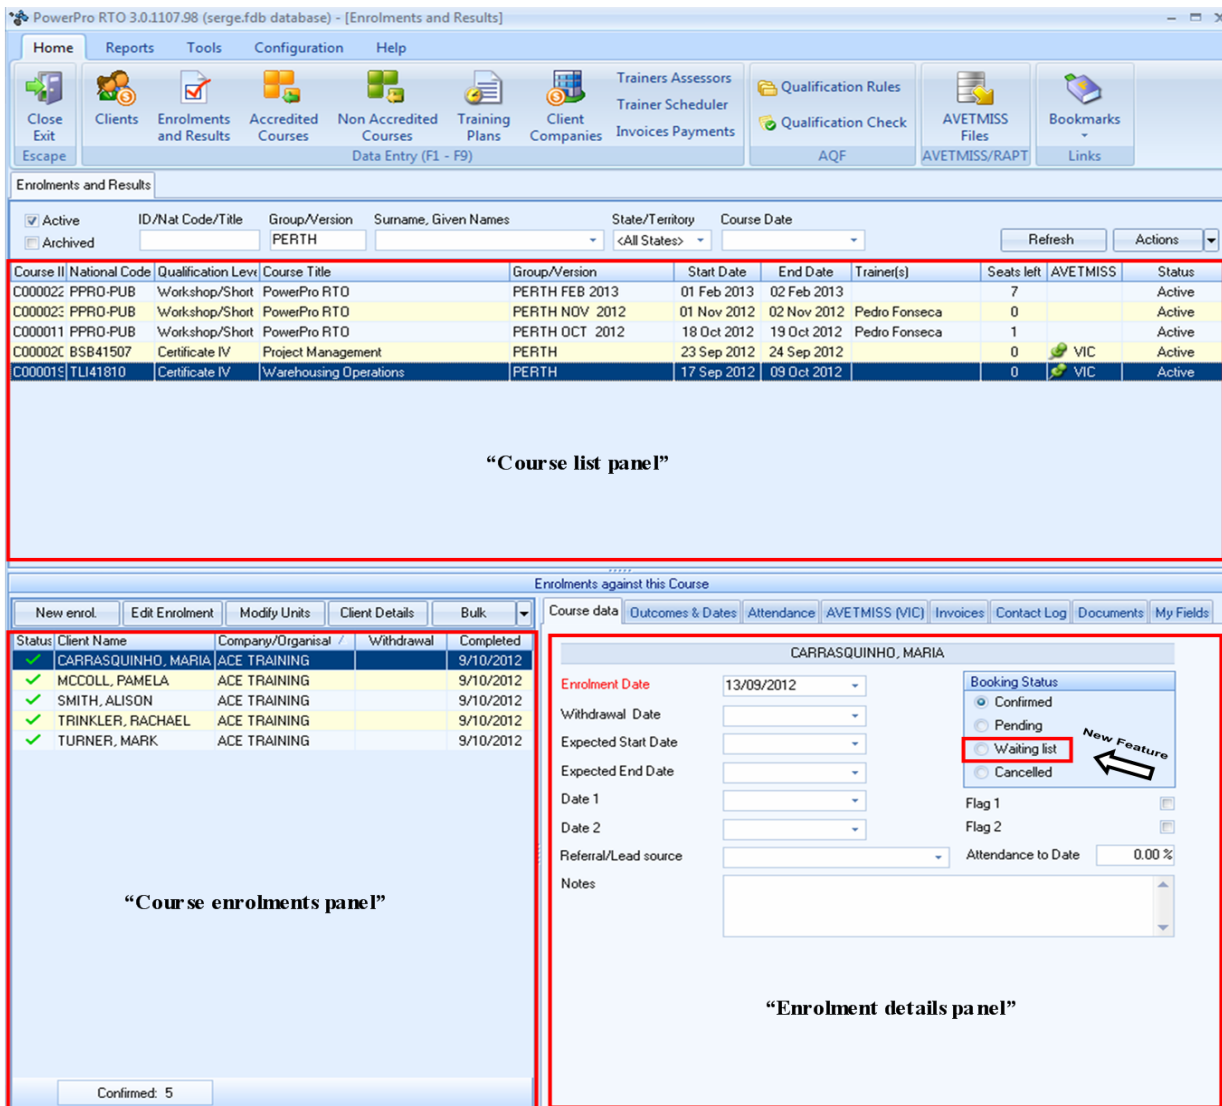 PowerPro RTO 3.0.1107.98 (serge.fdb database) - [Enrolments and Results]
Home Reports Tools Configuration Help
Close Exit
Clients
Enrolments and Results
Accredited Courses
Non Accredited Courses
Training Plans
Client Companies
Trainers Assessors
Trainer Scheduler
Invoices Payments
Qualification Rules
Qualification Check
AVETMISS Files
Bookmarks
Escape Data Entry (F1 - F9) AQF AVETMISS/RAPT Links
Enrolments and Results
Active ID/Nat Code/Title Group/Version Surname, Given Names State/Territory Course Date
Archived PERTH <All States> Refresh Actions
Course II National Code Qualification Leve Course Title Group/Version Start Date End Date Trainer(s) Seats left AVETMISS Status
C000022 PPRO-PUB Workshop/Short PowerPro RTO PERTH FEB 2013 01 Feb 2013 02 Feb 2013 7 Active
C000023 PPRO-PUB Workshop/Short PowerPro RTO PERTH NOV 2012 01 Nov 2012 02 Nov 2012 Pedro Fonseca 0 Active
C000011 PPRO-PUB Workshop/Short PowerPro RTO PERTH OCT 2012 18 Oct 2012 19 Oct 2012 Pedro Fonseca 1 Active
C000020 BSB41507 Certificate IV Project Management PERTH 23 Sep 2012 24 Sep 2012 0 VIC Active
C000019 TLI41810 Certificate IV Warehousing Operations PERTH 17 Sep 2012 09 Oct 2012 0 VIC Active
“Course list panel”
Enrolments against this Course
New enrol. Edit Enrolment Modify Units Client Details Bulk
Status Client Name Company/Organisal Withdrawal Completed
CARRASQUINHO, MARIA ACE TRAINING 9/10/2012
MCCOLL, PAMELA ACE TRAINING 9/10/2012
SMITH, ALISON ACE TRAINING 9/10/2012
TRINKLER, RACHAEL ACE TRAINING 9/10/2012
TURNER, MARK ACE TRAINING 9/10/2012
“Course enrolments panel”
Confirmed: 5
Course data Outcomes & Dates Attendance AVETMISS (VIC) Invoices Contact Log Documents My Fields
CARRASQUINHO, MARIA
Enrolment Date 13/09/2012
Withdrawal Date
Expected Start Date
Expected End Date
Date 1
Date 2
Referral/Lead source
Notes
Booking Status
Confirmed
Pending
Waiting list
New Feature
Cancelled
Flag 1
Flag 2
Attendance to Date 0.00 %
“Enrolment details panel”